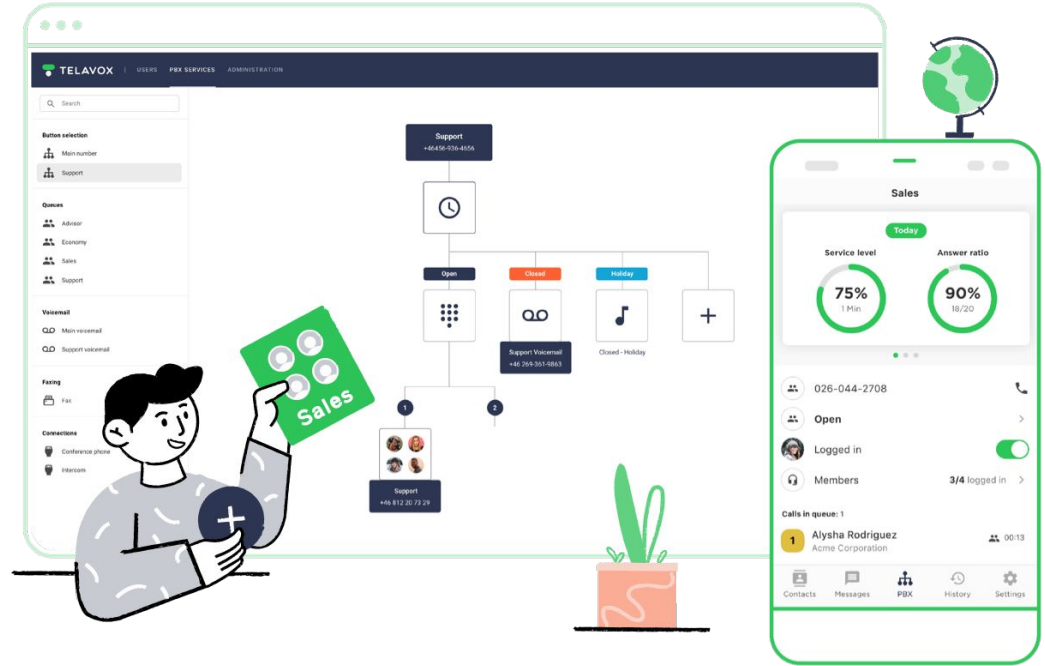 TELAVOX | USERS PBX SERVICES ADMINISTRATION
Search
Button selection
Main number
Support
Queues
Advisor
Economy
Sales
Support
Voicemail
Main voicemail
Support voicemail
Faxing
Fax
Connections
Conference phone
Intercom
Support
+46456-936-4656
Open
Closed
Holiday
Support Voicemail
+46 269-361-9863
Closed - Holiday
1
2
Support
+46 812 20 73 29
Sales
Sales
Today
Service level
Answer ratio
75%
1 Min
90%
18/20
026-044-2708
Open
Logged in
Members
3/4 logged in
Calls in queue: 1
1
Alysha Rodriguez
00:13
Acme Corporation
Contacts
Messages
PBX
History
Settings